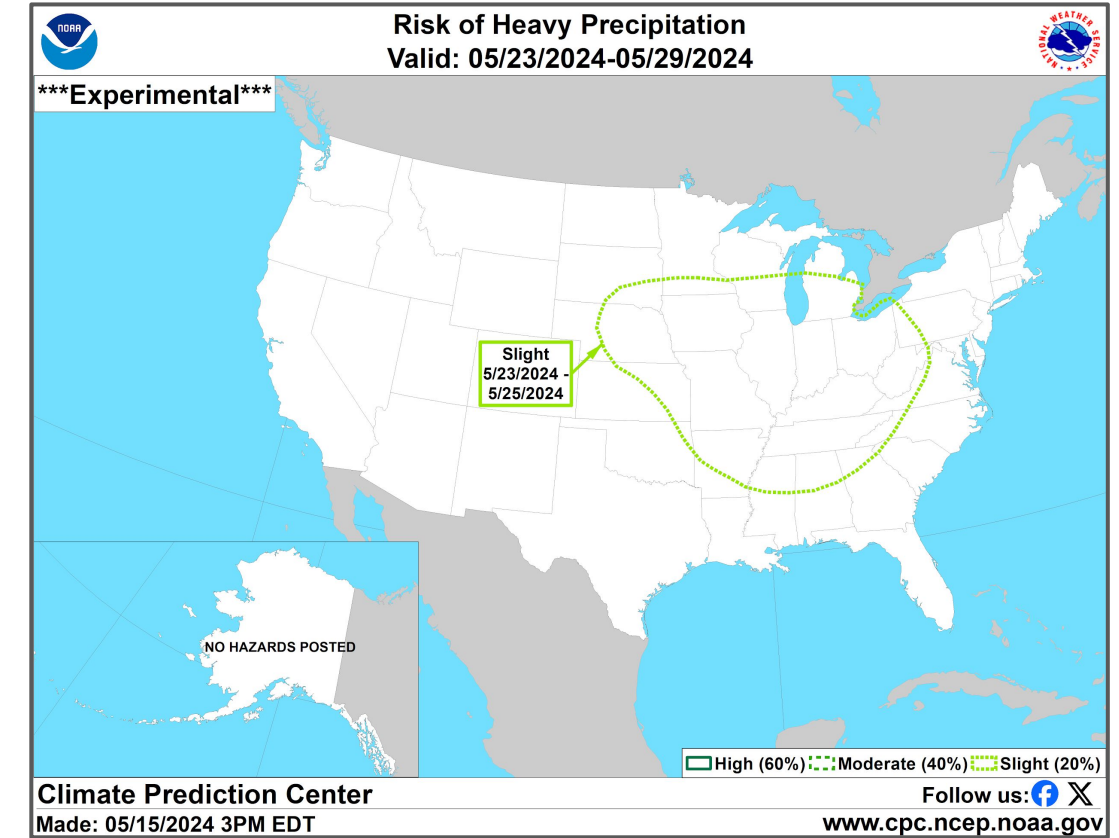 NOAA
Risk of Heavy Precipitation
Valid: 05/23/2024-05/29/2024
NATIONAL WEATHER SERVICE
***Experimental***
Slight
5/23/2024 -
5/25/2024
NO HAZARDS POSTED
High (60%) Moderate (40%) Slight (20%)
Climate Prediction Center
Follow us:
Made: 05/15/2024 3PM EDT
www.cpc.ncep.noaa.gov